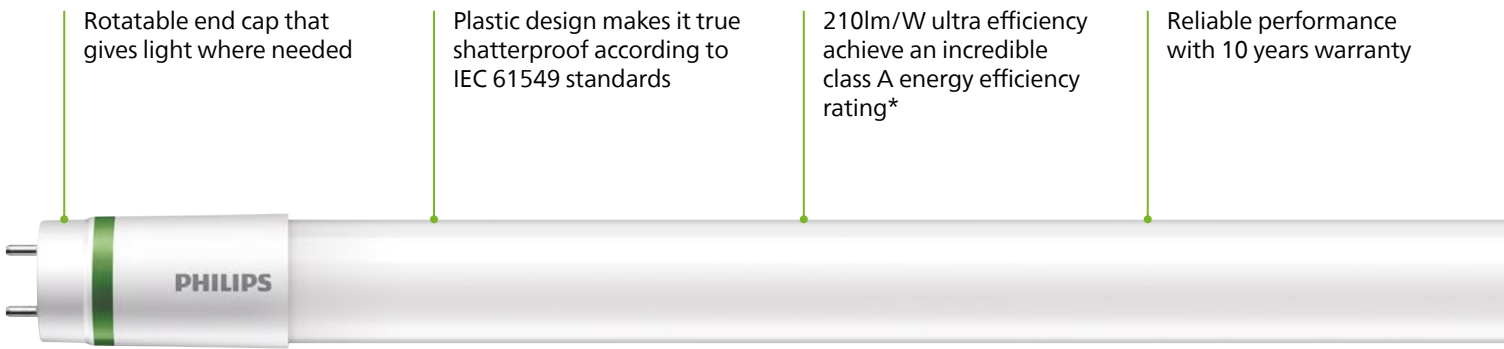 Rotatable end cap that
gives light where needed
Plastic design makes it true
shatterproof according to
IEC 61549 standards
210lm/W ultra efficiency
achieve an incredible
class A energy efficiency
rating*
Reliable performance
with 10 years warranty
PHILIPS